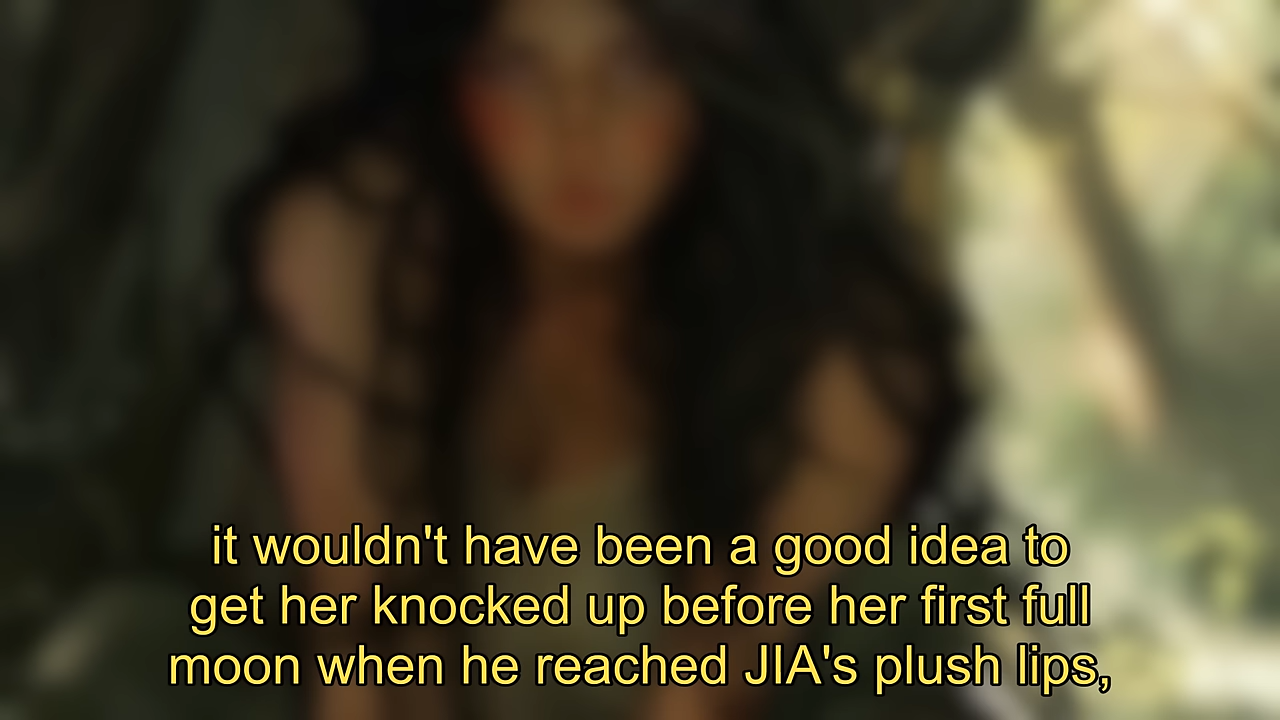 it wouldn't have been a good idea to
get her knocked up before her first full
moon when he reached JIA's plush lips,